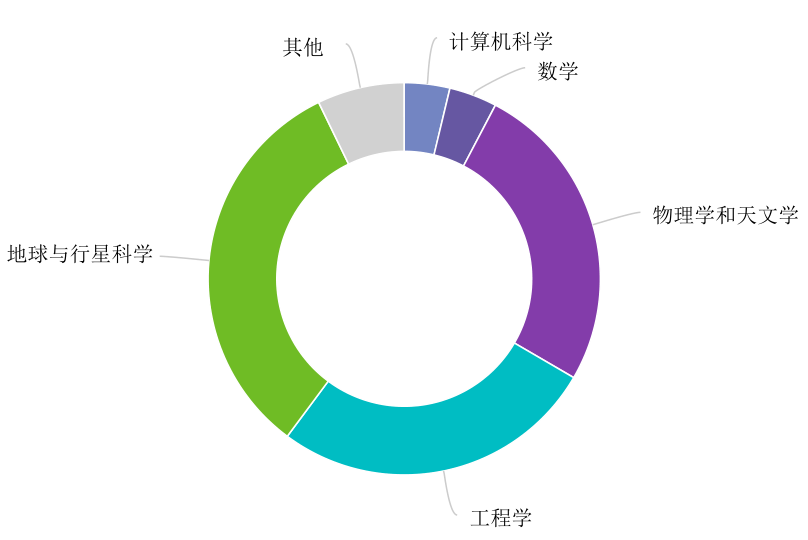 其他
计算机科学
数学
物理学和天文学
地球与行星科学
工程学